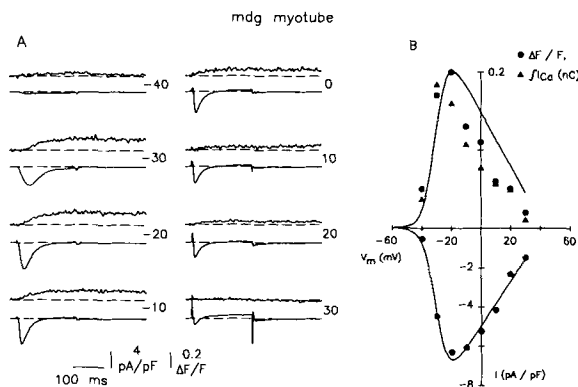 mdg myotube
A
-40
-30
-20
-10
0
10
20
30
100 ms
4
pA/pF
0.2
ΔF/F
B
● ΔF/F,
▲ ∫ICa (nC)
0.2
-60
-20
20
60
Vm (mV)
-2
-4
-6
-8
I (pA / pF)